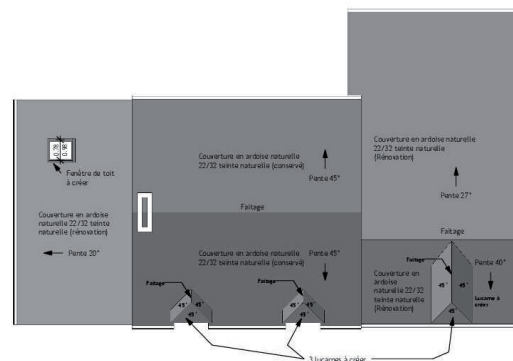 0.78
0.98
Fenêtre de toit
à créer
Couverture en ardoise
naturelle 22/32 teinte
naturelle (rénovation)
Pente 20°
Couverture en ardoise naturelle
22/32 teinte naturelle (conservé)
Pente 45°
Faitage
Couverture en ardoise naturelle
22/32 teinte naturelle (conservé)
Pente 45°
Faitage
45°
45°
Faitage
45°
45°
Couverture en ardoise naturelle
22/32 teinte naturelle
(Rénovation)
Pente 27°
Faitage
Couverture en
ardoise
naturelle 22/32
teinte naturelle
(Rénovation)
Faitage
45°
45°
45°
Pente 40°
Lucarne à
créer
3 lucarnes à créer